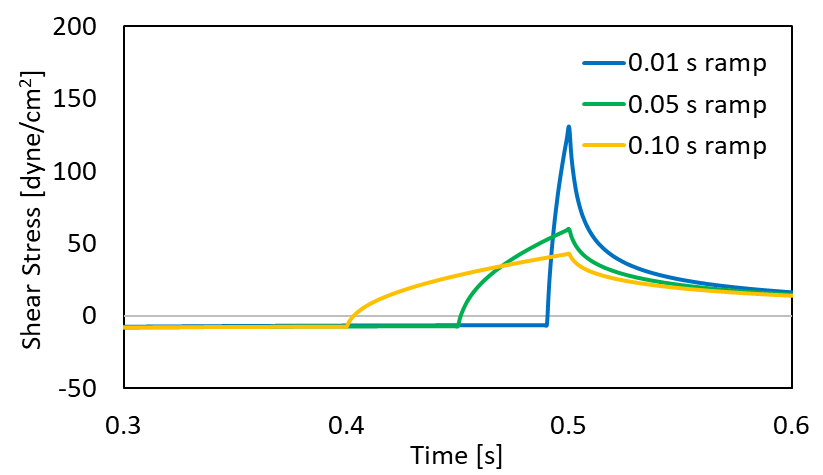 200
150
100
50
0
-50
0.3
0.4
0.5
0.6
Shear Stress [dyne/cm²]
Time [s]
0.01 s ramp
0.05 s ramp
0.10 s ramp